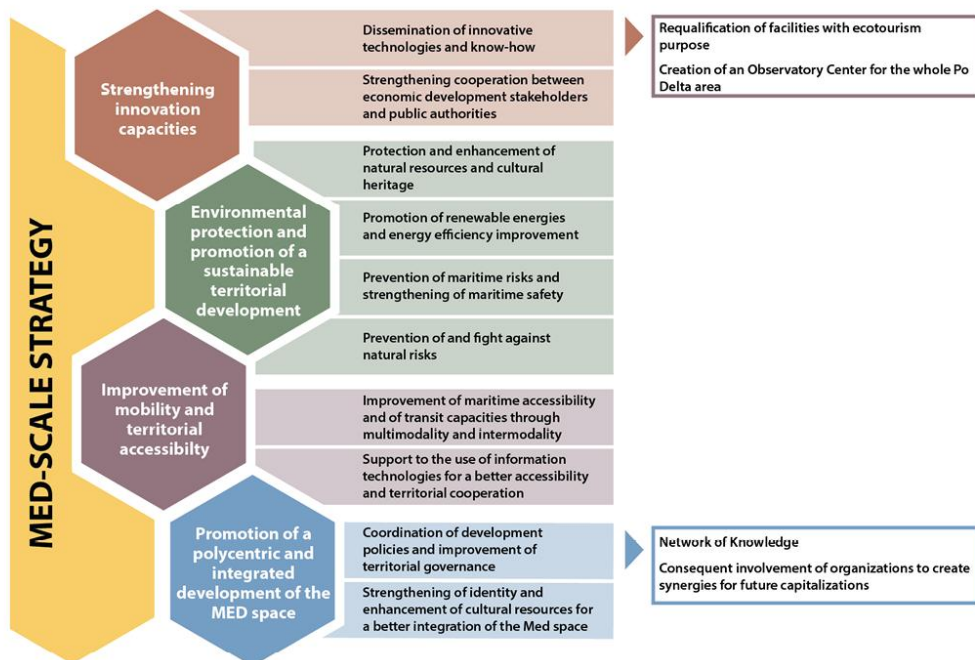 MED-SCALE STRATEGY
Strengthening
innovation
capacities
Dissemination of innovative
technologies and know-how
Strengthening cooperation between
economic development stakeholders
and public authorities
Requalification of facilities with ecotourism
purpose
Creation of an Observatory Center for the whole Po
Delta area
Environmental
protection and
promotion of a
sustainable
territorial
development
Protection and enhancement of
natural resources and cultural
heritage
Promotion of renewable energies
and energy efficiency improvement
Prevention of maritime risks and
strengthening of maritime safety
Prevention of and fight against
natural risks
Improvement of
mobility and
territorial
accessibilty
Improvement of maritime accessibility
and of transit capacities through
multimodality and intermodality
Support to the use of information
technologies for a better accessibility
and territorial cooperation
Promotion of a
polycentric and
integrated
development of the
MED space
Coordination of development
policies and improvement of
territorial governance
Strengthening of identity and
enhancement of cultural resources for
a better integration of the Med space
Network of Knowledge
Consequent involvement of organizations to create
synergies for future capitalizations